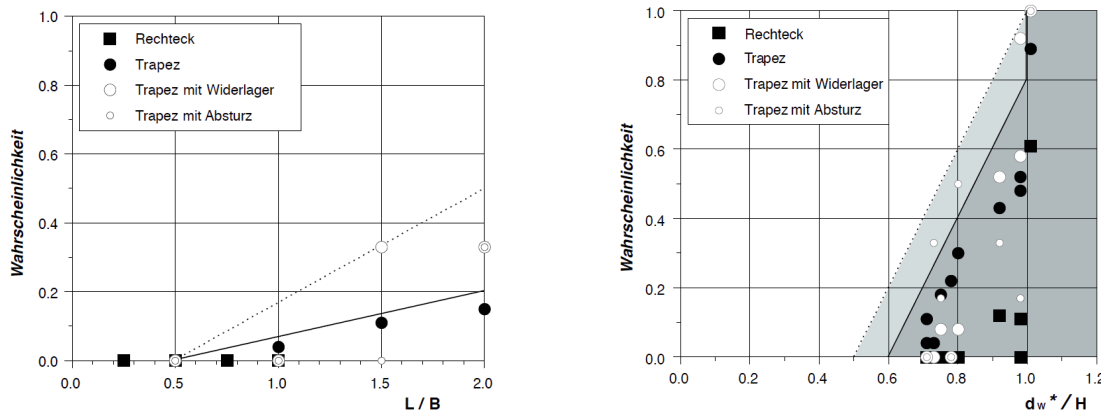 1.0
Rechteck
Trapez
Trapez mit Widerlager
Trapez mit Absturz
0.8
0.6
0.4
0.2
0.0
Wahrscheinlichkeit
0.0 0.5 1.0 1.5 2.0
L / B
1.0
Rechteck
Trapez
Trapez mit Widerlager
Trapez mit Absturz
0.8
0.6
0.4
0.2
0.0
Wahrscheinlichkeit
0.0 0.2 0.4 0.6 0.8 1.0 1.2
dw* / H